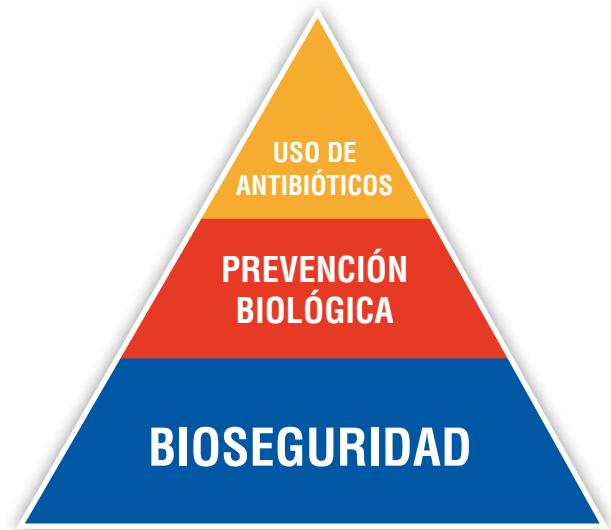 USO DE
ANTIBIÓTICOS
PREVENCIÓN
BIOLÓGICA
BIOSEGURIDAD